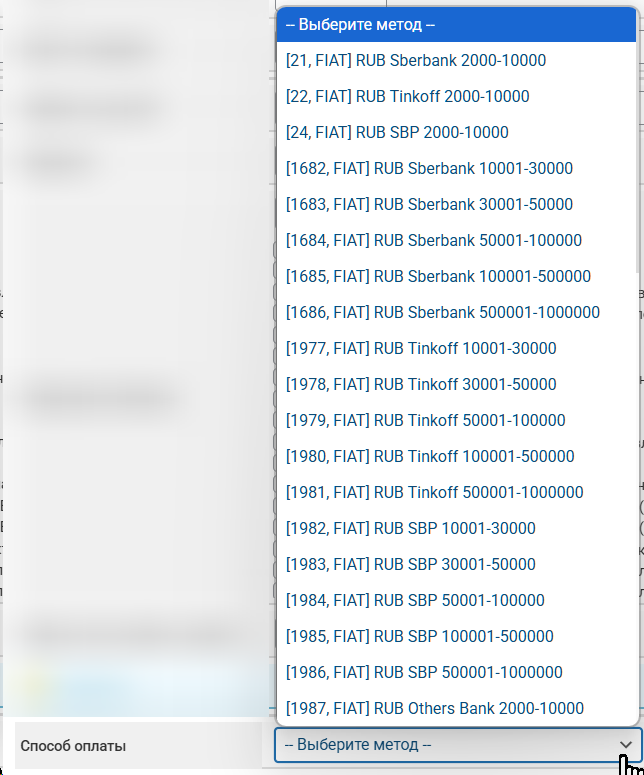 -- Выберите метод --
[21, FIAT] RUB Sberbank 2000-10000
[22, FIAT] RUB Tinkoff 2000-10000
[24, FIAT] RUB SBP 2000-10000
[1682, FIAT] RUB Sberbank 10001-30000
[1683, FIAT] RUB Sberbank 30001-50000
[1684, FIAT] RUB Sberbank 50001-100000
[1685, FIAT] RUB Sberbank 100001-500000
[1686, FIAT] RUB Sberbank 500001-1000000
[1977, FIAT] RUB Tinkoff 10001-30000
[1978, FIAT] RUB Tinkoff 30001-50000
[1979, FIAT] RUB Tinkoff 50001-100000
[1980, FIAT] RUB Tinkoff 100001-500000
[1981, FIAT] RUB Tinkoff 500001-1000000
[1982, FIAT] RUB SBP 10001-30000
[1983, FIAT] RUB SBP 30001-50000
[1984, FIAT] RUB SBP 50001-100000
[1985, FIAT] RUB SBP 100001-500000
[1986, FIAT] RUB SBP 500001-1000000
[1987, FIAT] RUB Others Bank 2000-10000
Способ оплаты
-- Выберите метод --